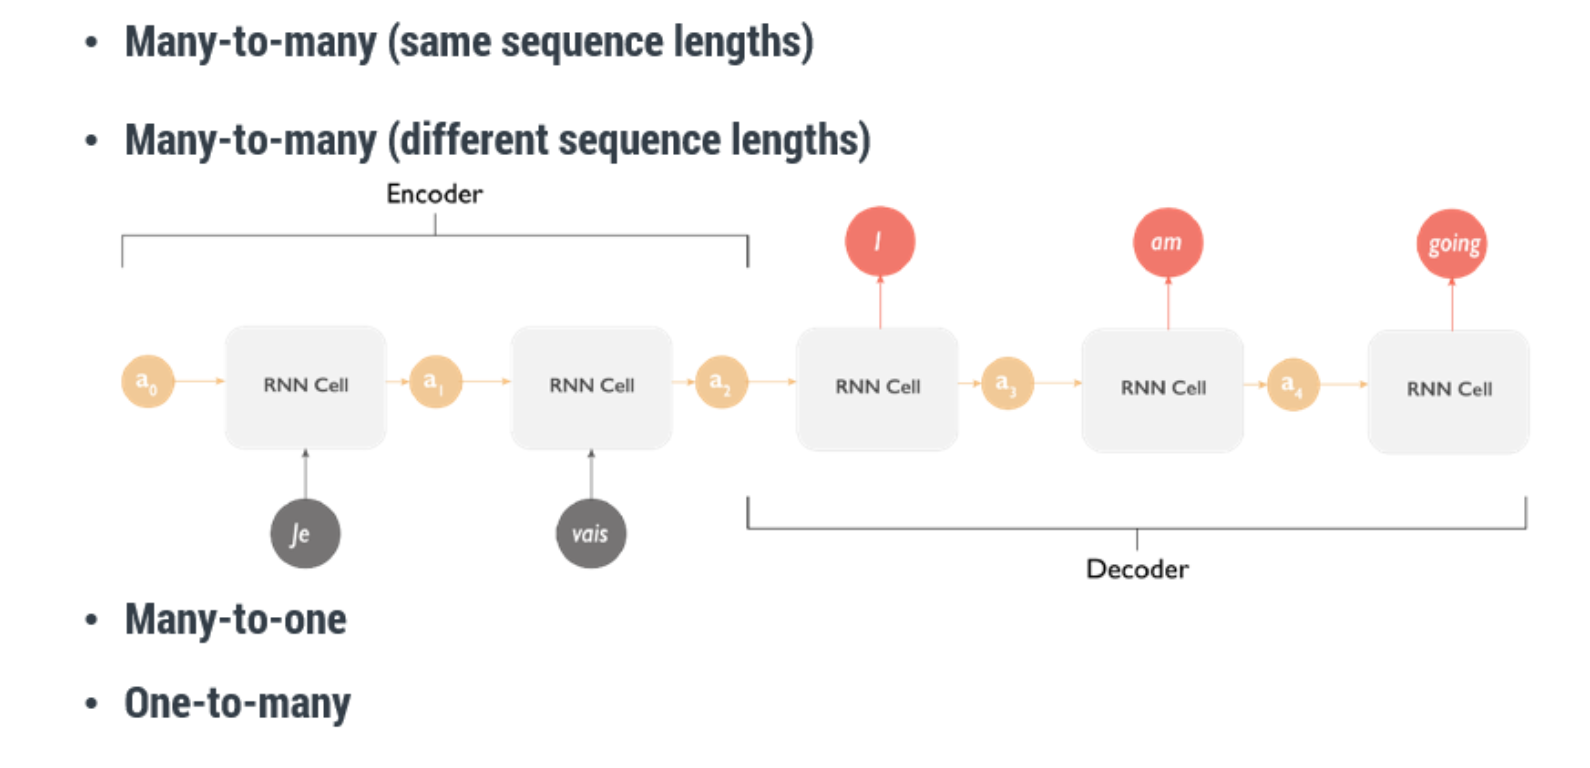 • Many-to-many (same sequence lengths)
• Many-to-many (different sequence lengths)
Encoder
I
am
going
a0
RNN Cell
a1
RNN Cell
a2
RNN Cell
a3
RNN Cell
a4
RNN Cell
Je
vais
Decoder
• Many-to-one
• One-to-many